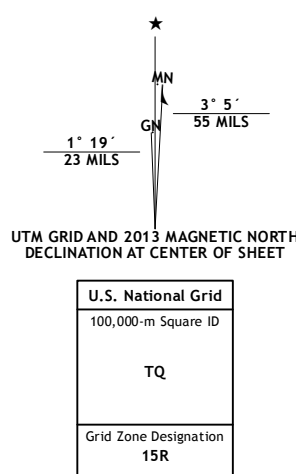 ★
MN
3° 5´
55 MILS
GN
1° 19´
23 MILS
UTM GRID AND 2013 MAGNETIC NORTH
DECLINATION AT CENTER OF SHEET
U.S. National Grid
100,000-m Square ID
TQ
Grid Zone Designation
15R